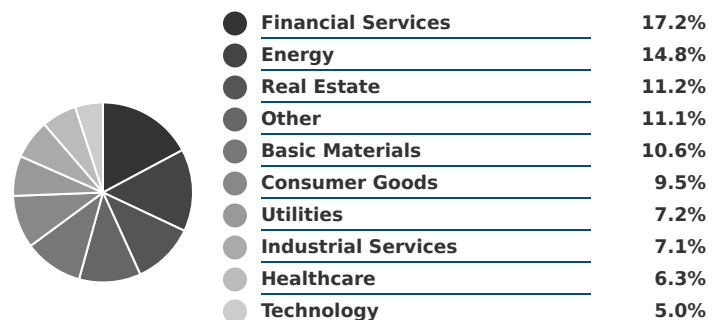 Financial Services 17.2%
Energy 14.8%
Real Estate 11.2%
Other 11.1%
Basic Materials 10.6%
Consumer Goods 9.5%
Utilities 7.2%
Industrial Services 7.1%
Healthcare 6.3%
Technology 5.0%